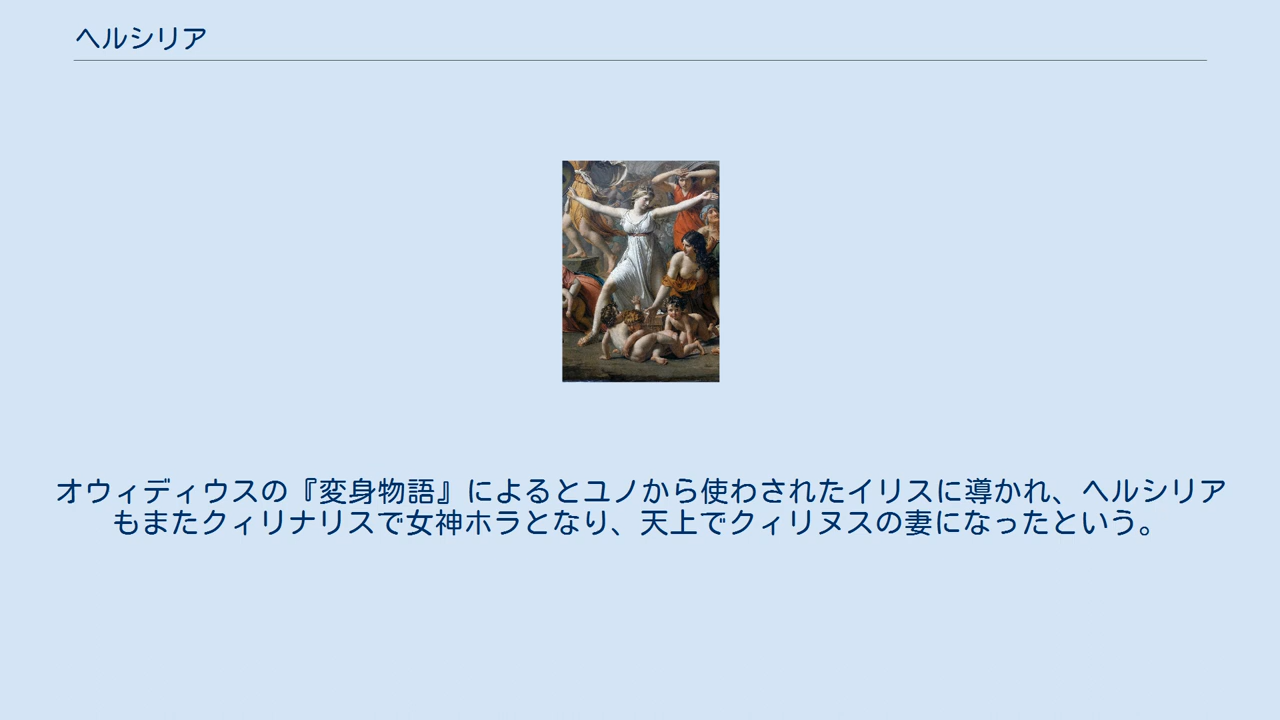 ヘルシリア
オウィディウスの『変身物語』によるとユノから使わされたイリスに導かれ、ヘルシリア
もまたクィリナリスで女神ホラとなり、天上でクィリヌスの妻になったという。